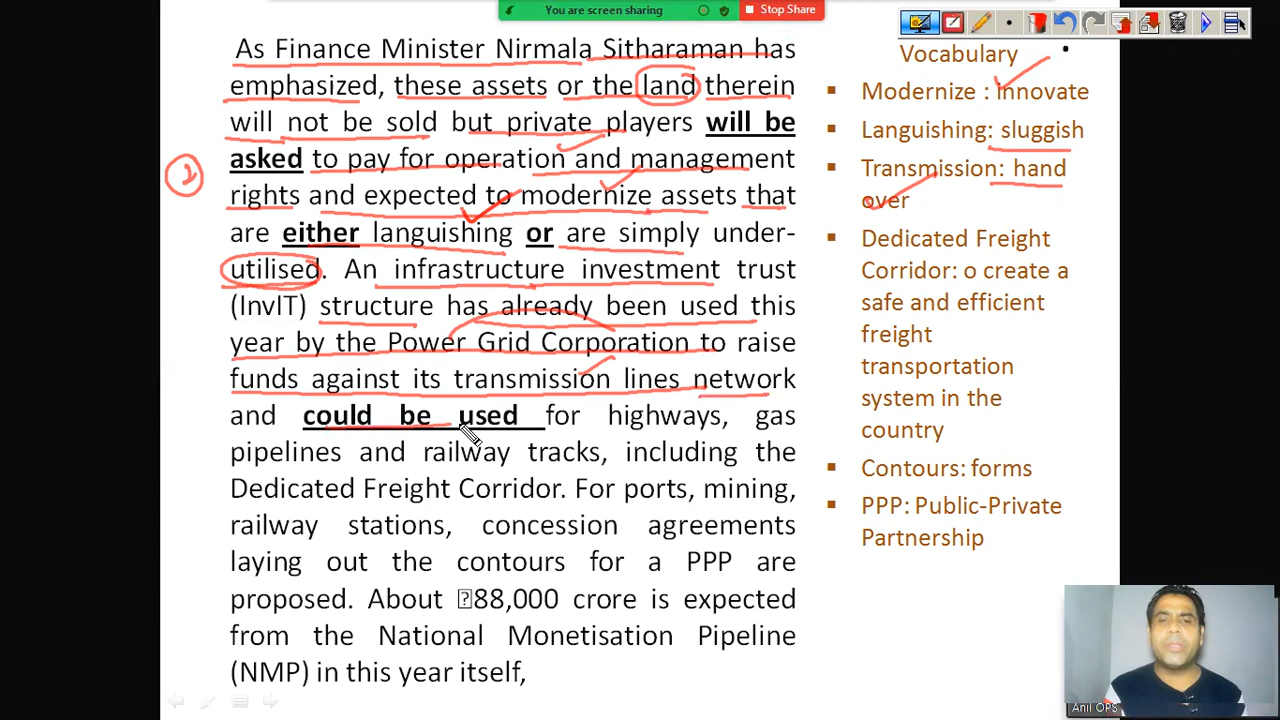 You are screen sharing
Stop Share
As Finance Minister Nirmala Sitharaman has
emphasized, these assets or the land therein
will not be sold but private players will be
asked to pay for operation and management
rights and expected to modernize assets that
are either languishing or are simply under-
utilised. An infrastructure investment trust
(InvIT) structure has already been used this
year by the Power Grid Corporation to raise
funds against its transmission lines network
and could be used for highways, gas
pipelines and railway tracks, including the
Dedicated Freight Corridor. For ports, mining,
railway stations, concession agreements
laying out the contours for a PPP are
proposed. About 88,000 crore is expected
from the National Monetisation Pipeline
(NMP) in this year itself,
2
Vocabulary
Modernize : innovate
Languishing: sluggish
Transmission: hand
over
Dedicated Freight
Corridor: o create a
safe and efficient
freight
transportation
system in the
country
Contours: forms
PPP: Public-Private
Partnership
Anil OPS